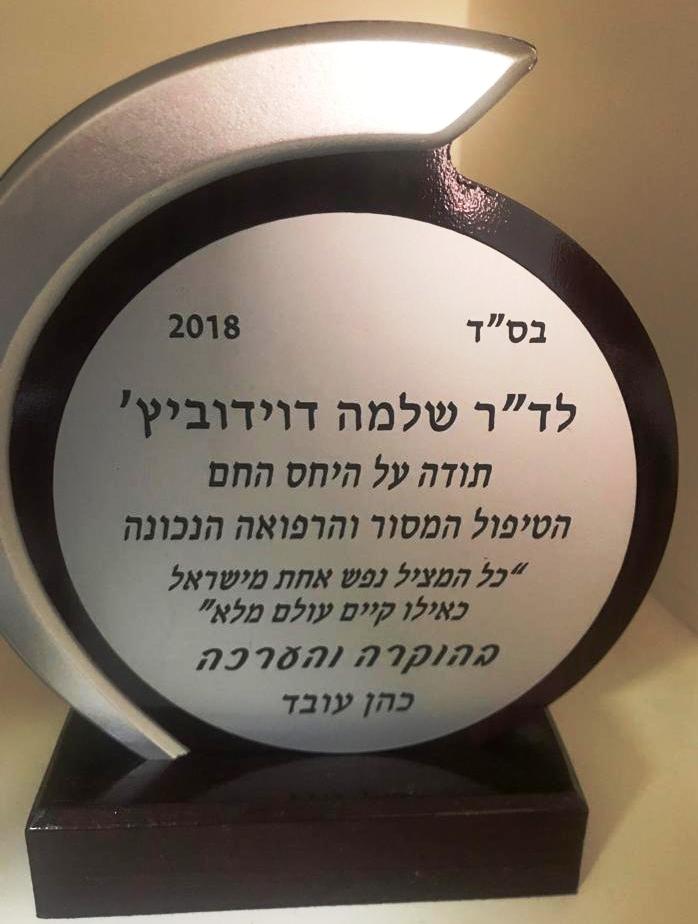 בס"ד 2018
לד"ר שלמה דוידוביץ'
תודה על היחס החם
הטיפול המסור והרפואה הנכונה
"כל המציל נפש אחת מישראל
כאילו קיים עולם מלא"
בהוקרה והערכה
כהן עובד